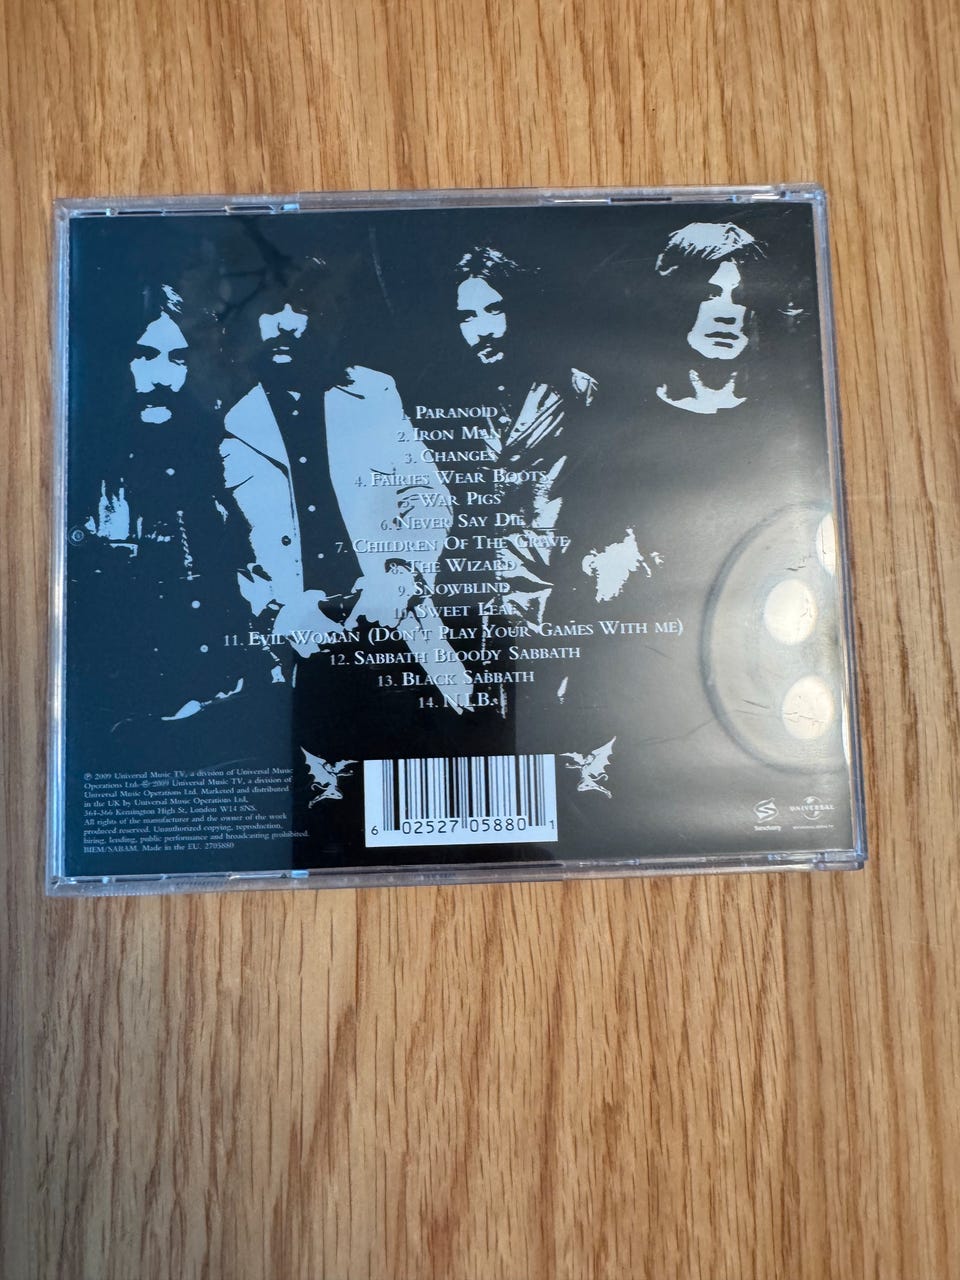 1. Paranoid
2. Iron Man
3. Changes
4. Fairies Wear Boots
5. War Pigs
6. Never Say Die
7. Children Of The Grave
8. The Wizard
9. Snowblind
10. Sweet Leaf
11. Evil Woman (Don't Play Your Games With me)
12. Sabbath Bloody Sabbath
13. Black Sabbath
14. N.I.B.
℗ 2009 Universal Music TV, a division of Universal Music
Operations Ltd. © 2009 Universal Music TV, a division of
Universal Music Operations Ltd. Marketed and distributed
in the UK by Universal Music Operations Ltd,
364-366 Kensington High St, London W14 8NS.
All rights of the manufacturer and the owner of the work
produced reserved. Unauthorized copying, reproduction,
hiring, lending, public performance and broadcasting prohibited.
BIEM/SABAM. Made in the EU. 2705880
6 02527 05880 1
Sanctuary
UNIVERSAL